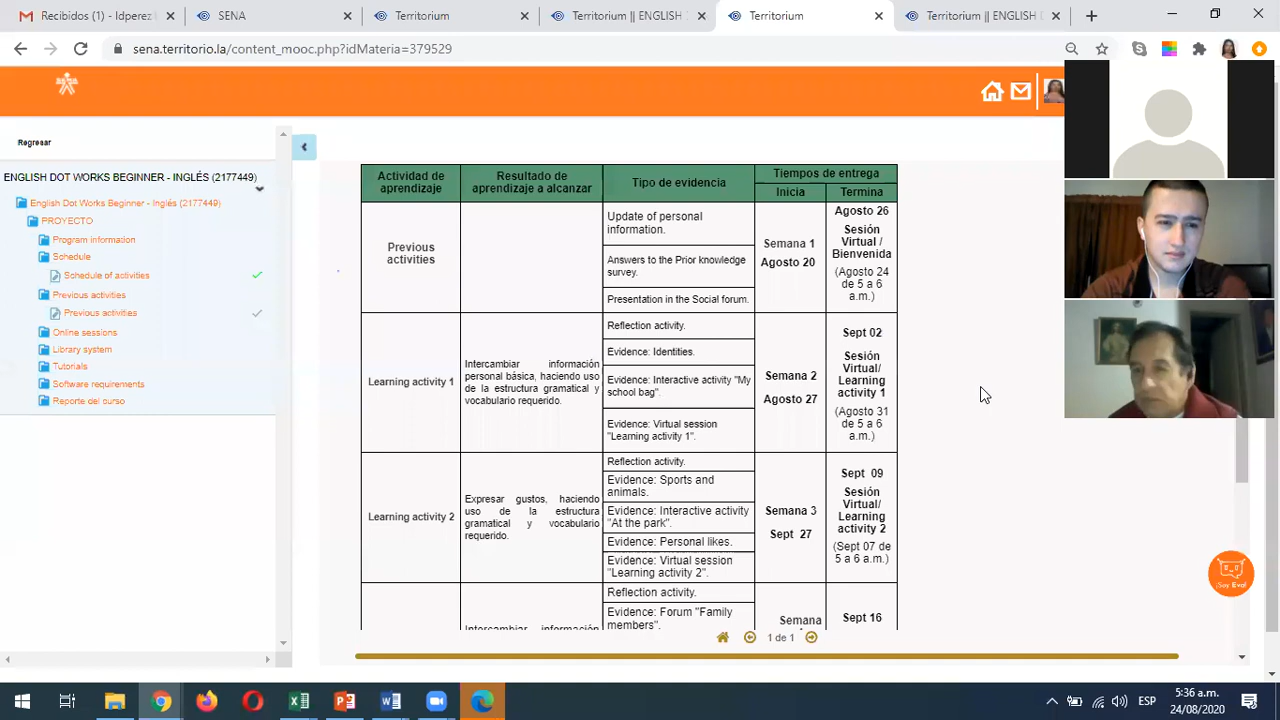 Recibidos (1) - Idperez
SENA
Territorium
Territorium || ENGLISH
Territorium
Territorium || ENGLISH
sena.territorio.la/content_mooc.php?idMateria=379529
Regresar
ENGLISH DOT WORKS BEGINNER - INGLÉS (2177449)
English Dot Works Beginner - Inglés (2177449)
PROYECTO
Program information
Schedule
Schedule of activities
Previous activities
Previous activities
Online sessions
Library system
Tutorials
Software requirements
Reporte del curso
Actividad de
aprendizaje
Resultado de
aprendizaje a alcanzar
Tipo de evidencia
Tiempos de entrega
Inicia
Termina
Previous
activities
Update of personal
information.
Answers to the Prior knowledge
survey.
Presentation in the Social forum.
Semana 1
Agosto 20
Agosto 26
Sesión
Virtual /
Bienvenida
(Agosto 24
de 5 a 6
a.m.)
Learning activity 1
Intercambiar información
personal básica, haciendo uso
de la estructura gramatical y
vocabulario requerido.
Reflection activity.
Evidence: Identities.
Evidence: Interactive activity "My
school bag".
Evidence: Virtual session
"Learning activity 1".
Semana 2
Agosto 27
Sept 02
Sesión
Virtual/
Learning
activity 1
(Agosto 31
de 5 a 6
a.m.)
Learning activity 2
Expresar gustos, haciendo
uso de la estructura
gramatical y vocabulario
requerido.
Reflection activity.
Evidence: Sports and
animals.
Evidence: Interactive activity
"At the park".
Evidence: Personal likes.
Evidence: Virtual session
"Learning activity 2".
Semana 3
Sept 27
Sept 09
Sesión
Virtual/
Learning
activity 2
(Sept 07 de
5 a 6 a.m.)
Intercambiar información
Reflection activity.
Evidence: Forum "Family
members".
Semana
Sept 16
1 de 1
¡Soy Eva!
ESP
5:36 a.m.
24/08/2020